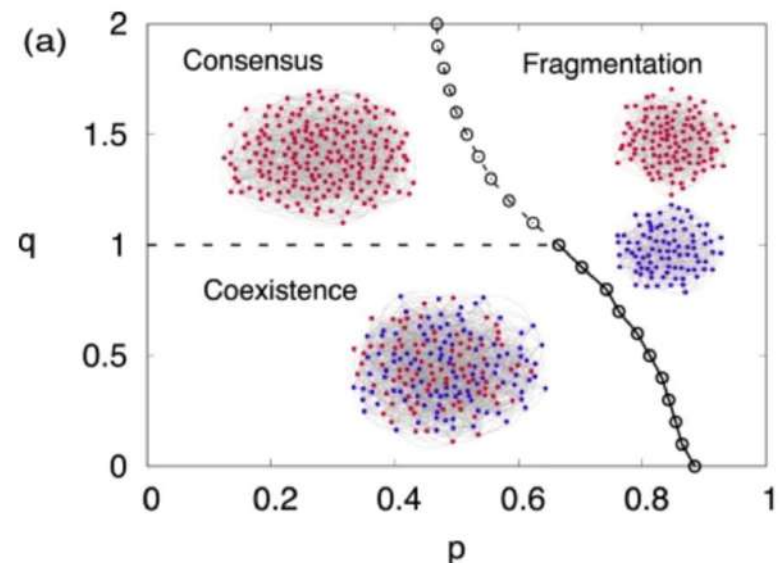 (a)
2
Consensus
Fragmentation
1.5
q
1
Coexistence
0.5
0
0 0.2 0.4 0.6 0.8 1
p